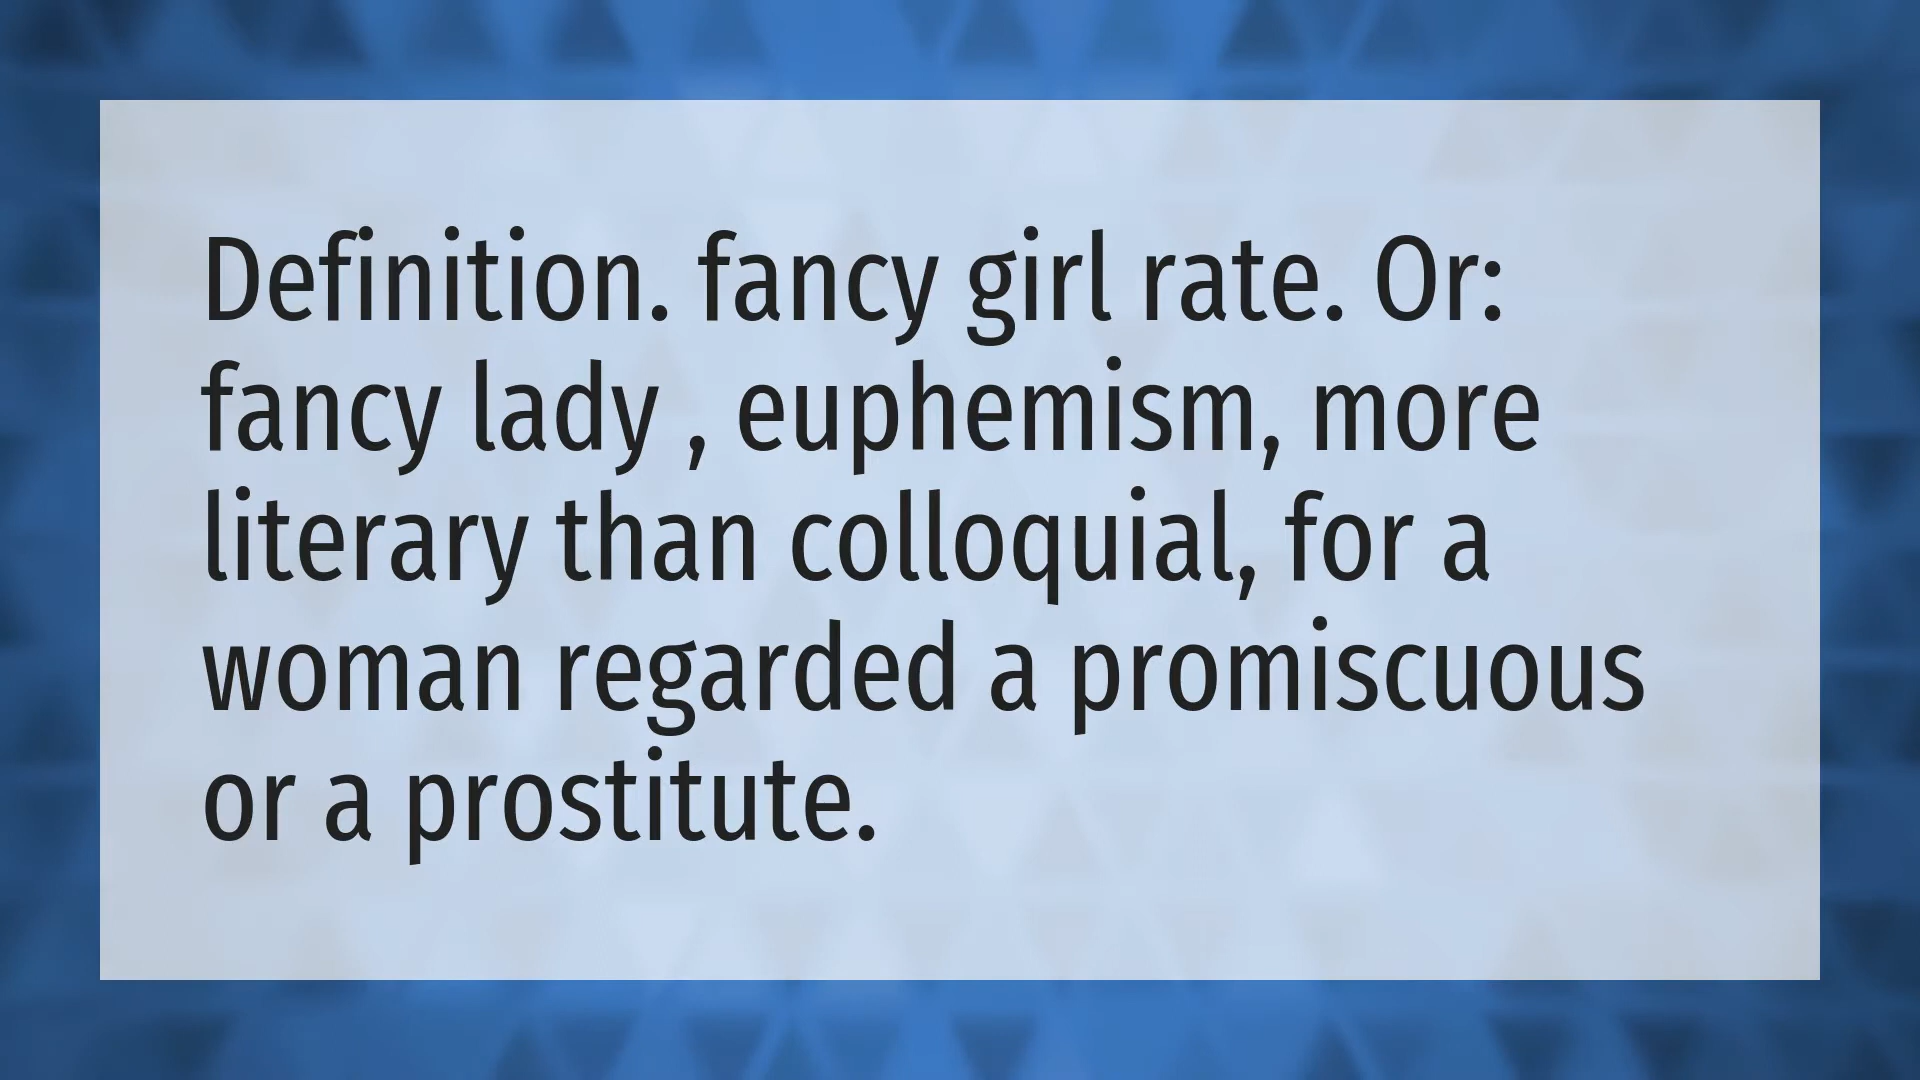 Definition. fancy girl rate. Or:
fancy lady , euphemism, more
literary than colloquial, for a
woman regarded a promiscuous
or a prostitute.